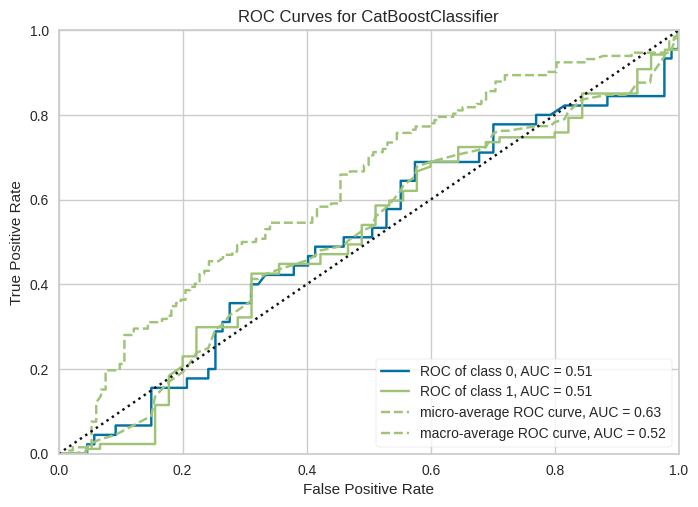 ROC Curves for CatBoostClassifier
True Positive Rate
1.0
0.8
0.6
0.4
0.2
0.0
ROC of class 0, AUC = 0.51
ROC of class 1, AUC = 0.51
micro-average ROC curve, AUC = 0.63
macro-average ROC curve, AUC = 0.52
0.0 0.2 0.4 0.6 0.8 1.0
False Positive Rate